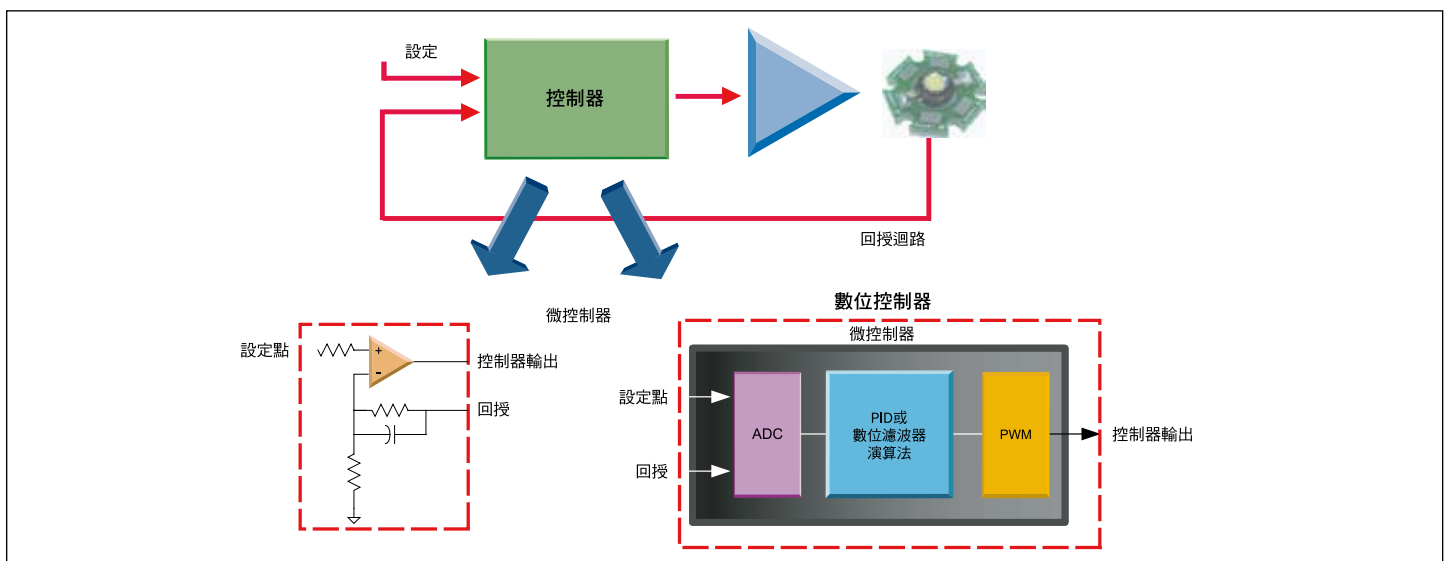 設定
控制器
回授迴路
微控制器
設定點
+
-
控制器輸出
回授
數位控制器
微控制器
設定點
回授
ADC
PID或
數位濾波器
演算法
PWM
控制器輸出